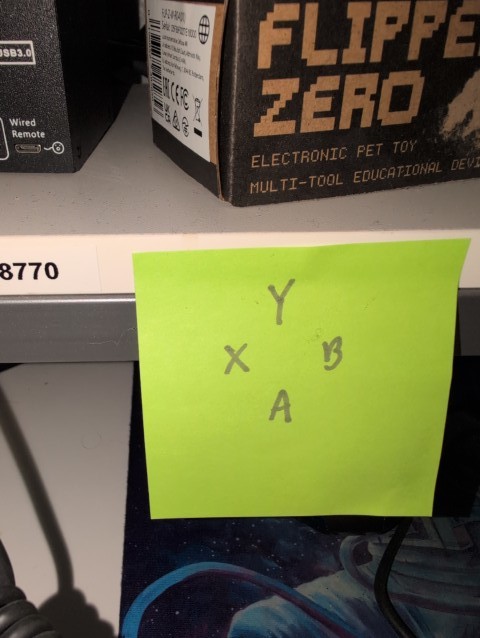 USB3.0
Wired
Remote
FLIPPE
ZERO
ELECTRONIC PET TOY
MULTI-TOOL EDUCATIONAL DEVI
8770
Y
X B
A